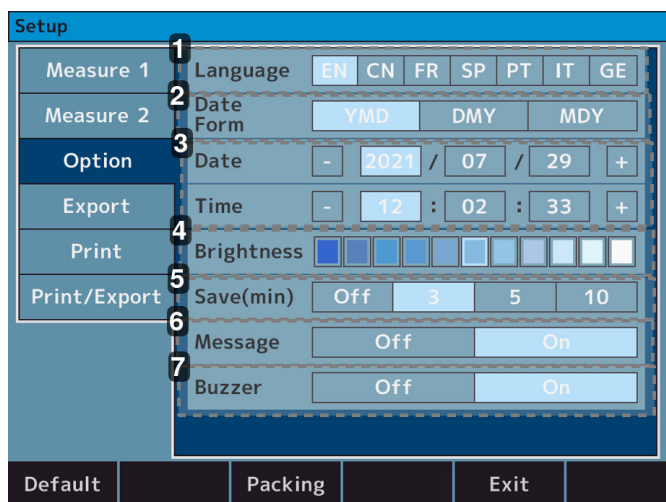 Setup
1
Measure 1
Language EN CN FR SP PT IT GE
2
Measure 2
Date
Form
YMD DMY MDY
3
Option
Date - 2021 / 07 / 29 +
Export
Time - 12 : 02 : 33 +
4
Print
Brightness
5
Print/Export
Save(min) Off 3 5 10
6
Message Off On
7
Buzzer Off On
Default Packing Exit